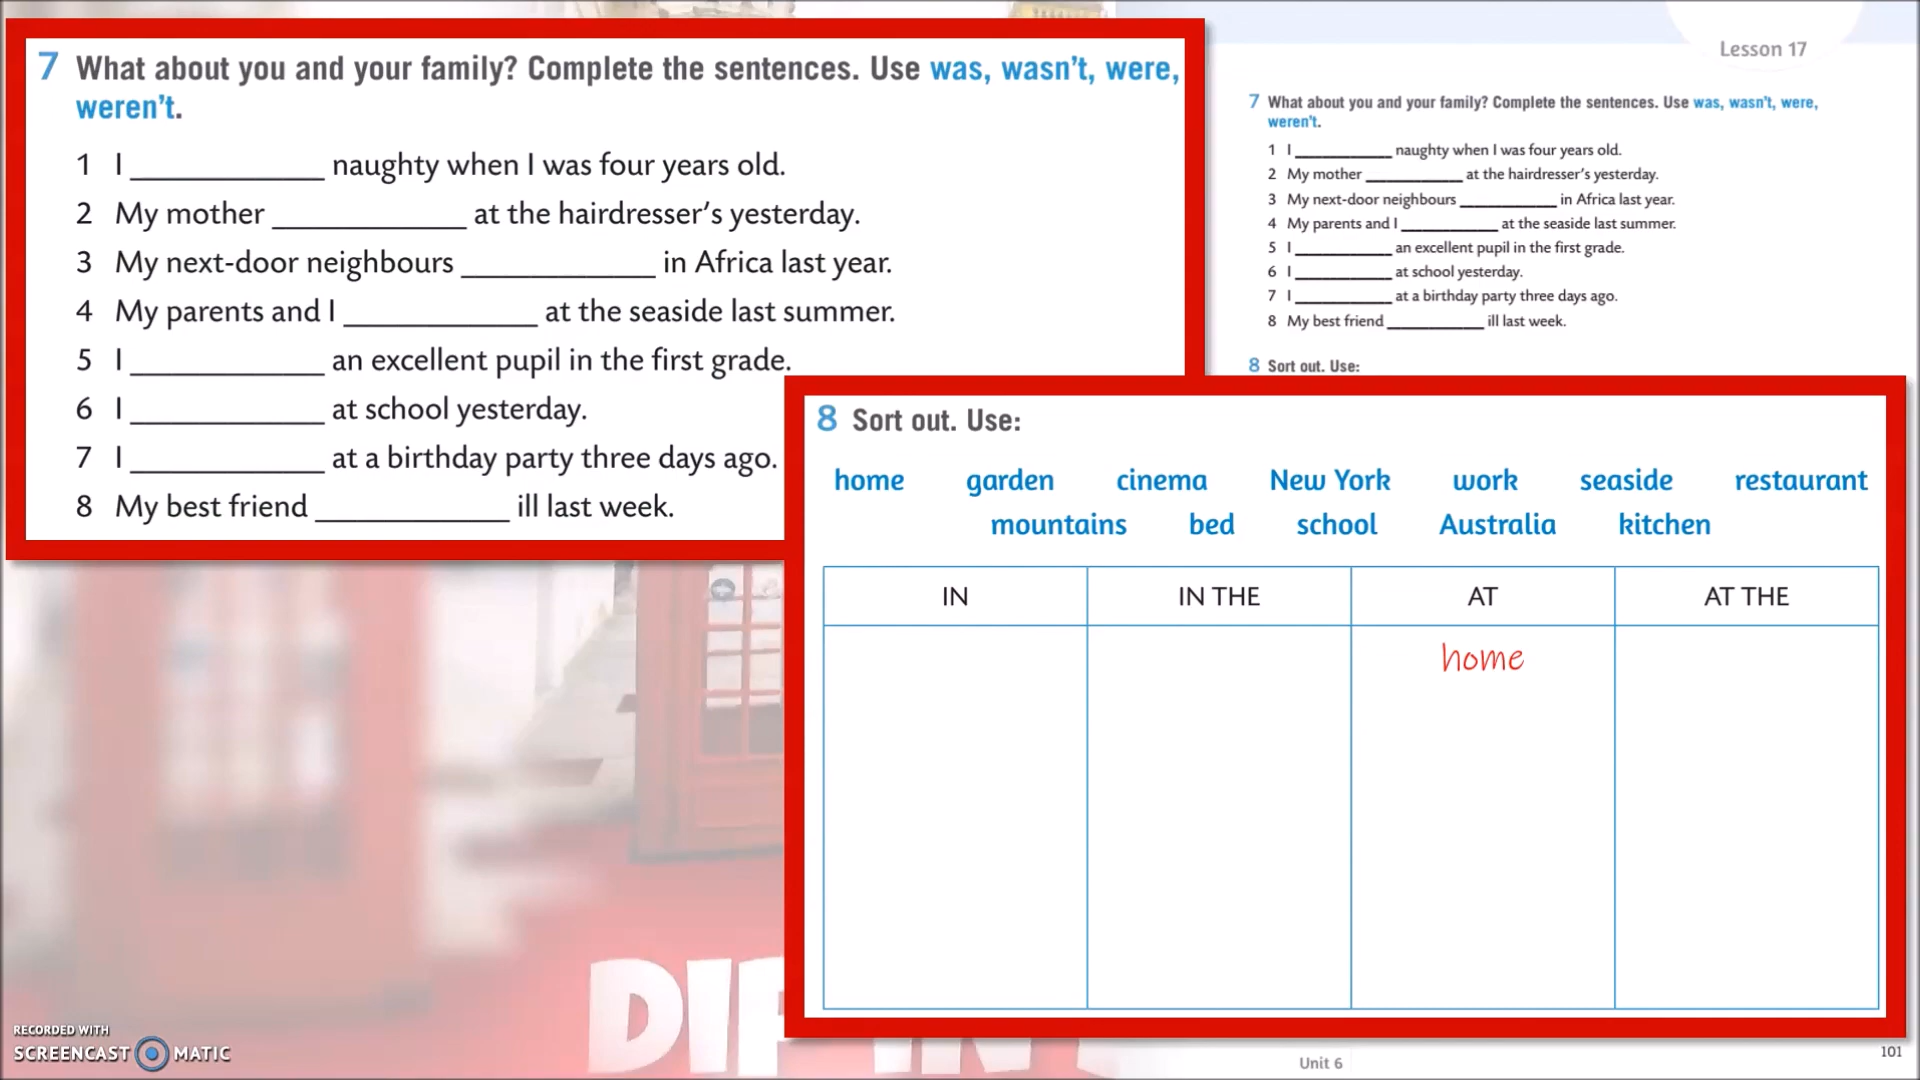 7 What about you and your family? Complete the sentences. Use was, wasn't, were,
weren't.
1 I ____________ naughty when I was four years old.
2 My mother ____________ at the hairdresser's yesterday.
3 My next-door neighbours ____________ in Africa last year.
4 My parents and I ____________ at the seaside last summer.
5 I ____________ an excellent pupil in the first grade.
6 I ____________ at school yesterday.
7 I ____________ at a birthday party three days ago.
8 My best friend ____________ ill last week.
Lesson 17
7 What about you and your family? Complete the sentences. Use was, wasn't, were,
weren't.
1 I ____________ naughty when I was four years old.
2 My mother ____________ at the hairdresser's yesterday.
3 My next-door neighbours ____________ in Africa last year.
4 My parents and I ____________ at the seaside last summer.
5 I ____________ an excellent pupil in the first grade.
6 I ____________ at school yesterday.
7 I ____________ at a birthday party three days ago.
8 My best friend ____________ ill last week.
8 Sort out. Use:
8 Sort out. Use:
home garden cinema New York work seaside restaurant
mountains bed school Australia kitchen
IN IN THE AT AT THE
home
DIP IN
RECORDED WITH
SCREENCAST MATIC
Unit 6
101